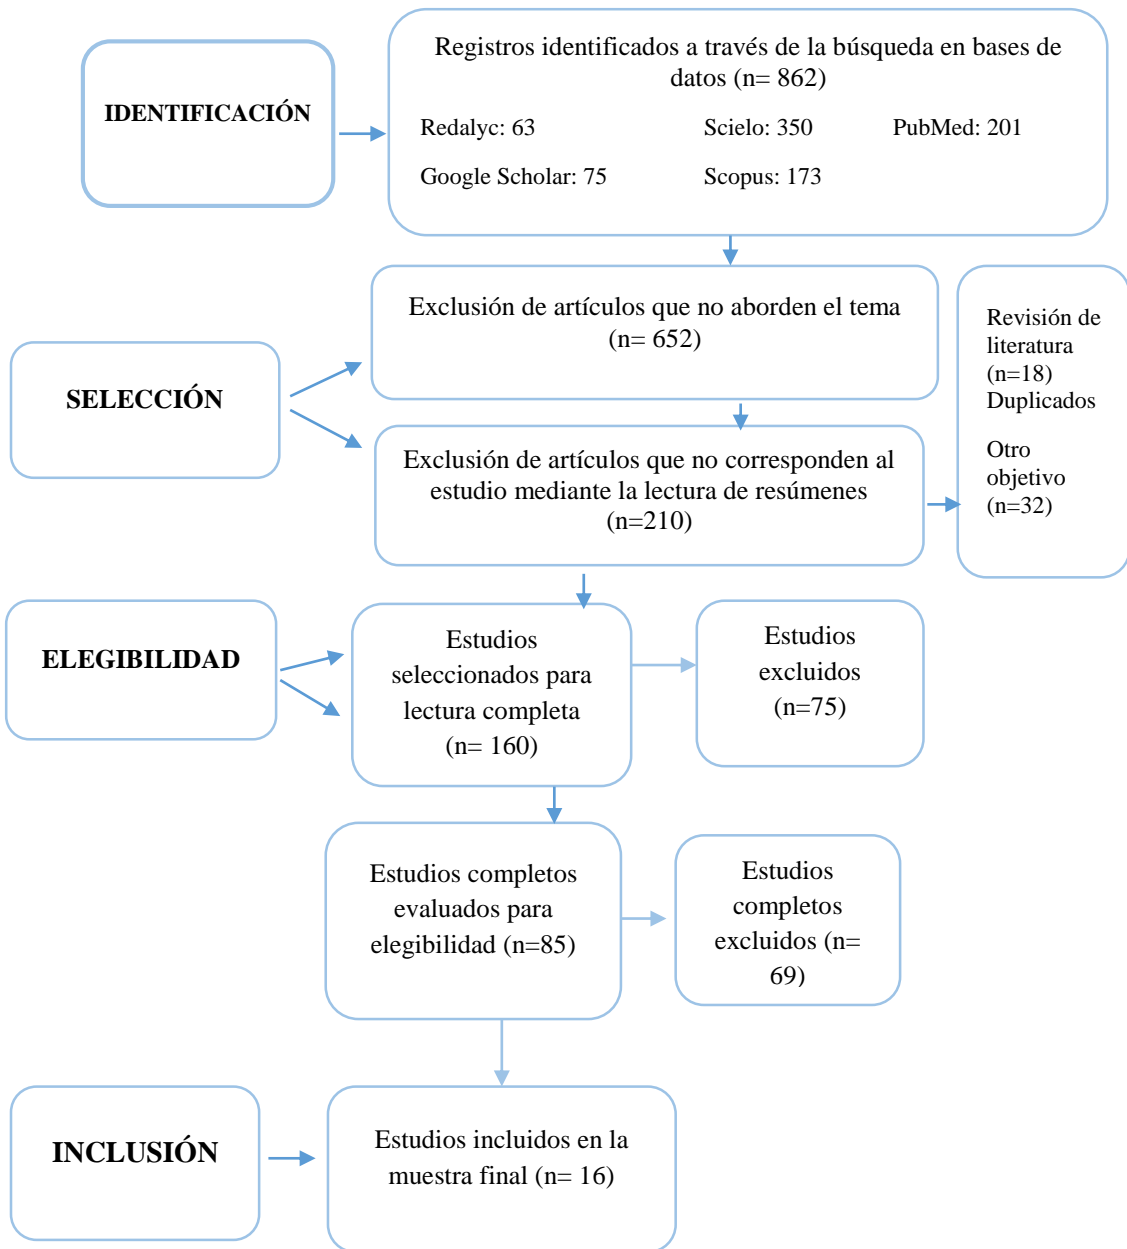 IDENTIFICACIÓN
Registros identificados a través de la búsqueda en bases de
datos (n= 862)
Redalyc: 63 Scielo: 350 PubMed: 201
Google Scholar: 75 Scopus: 173
SELECCIÓN
Exclusión de artículos que no aborden el tema
(n= 652)
Exclusión de artículos que no corresponden al
estudio mediante la lectura de resúmenes
(n=210)
Revisión de
literatura
(n=18)
Duplicados
Otro
objetivo
(n=32)
ELEGIBILIDAD
Estudios
seleccionados para
lectura completa
(n= 160)
Estudios
excluidos
(n=75)
Estudios completos
evaluados para
elegibilidad (n=85)
Estudios
completos
excluidos (n=
69)
INCLUSIÓN
Estudios incluidos en la
muestra final (n= 16)